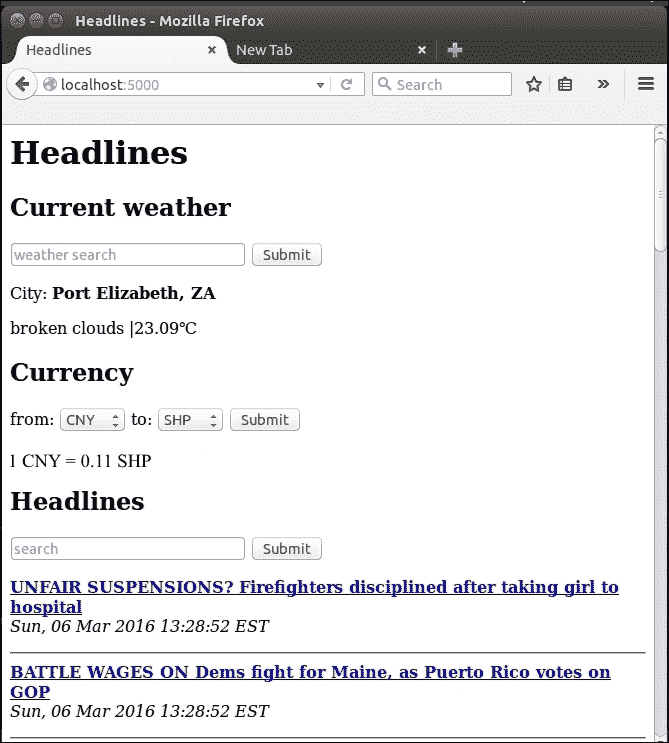 Headlines - Mozilla Firefox
Headlines
New Tab
localhost:5000
Search
Headlines
Current weather
weather search Submit
City: Port Elizabeth, ZA
broken clouds |23.09℃
Currency
from: CNY to: SHP Submit
1 CNY = 0.11 SHP
Headlines
search Submit
UNFAIR SUSPENSIONS? Firefighters disciplined after taking girl to
hospital
Sun, 06 Mar 2016 13:28:52 EST
BATTLE WAGES ON Dems fight for Maine, as Puerto Rico votes on
GOP
Sun, 06 Mar 2016 13:28:52 EST